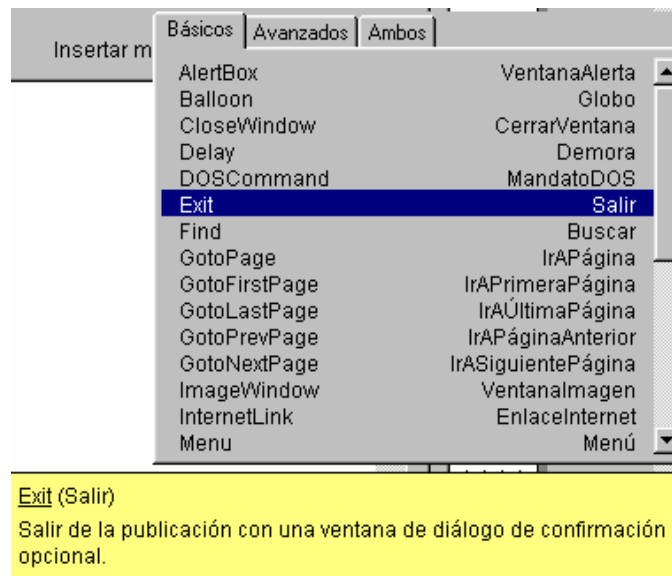 Básicos Avanzados Ambos
Insertar m
AlertBox VentanaAlerta
Balloon Globo
CloseWindow CerrarVentana
Delay Demora
DOSCommand MandatoDOS
Exit Salir
Find Buscar
GotoPage IrAPágina
GotoFirstPage IrAPrimeraPágina
GotoLastPage IrAÚltimaPágina
GotoPrevPage IrAPáginaAnterior
GotoNextPage IrASiguientePágina
ImageWindow VentanaImagen
InternetLink EnlaceInternet
Menu Menú
Exit (Salir)
Salir de la publicación con una ventana de diálogo de confirmación
opcional.